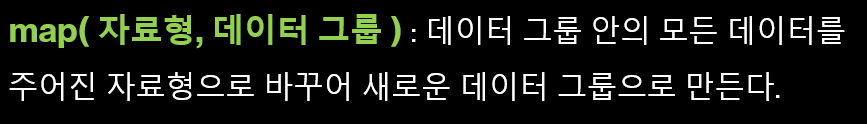 map( 자료형, 데이터 그룹 ) : 데이터 그룹 안의 모든 데이터를
주어진 자료형으로 바꾸어 새로운 데이터 그룹으로 만든다.